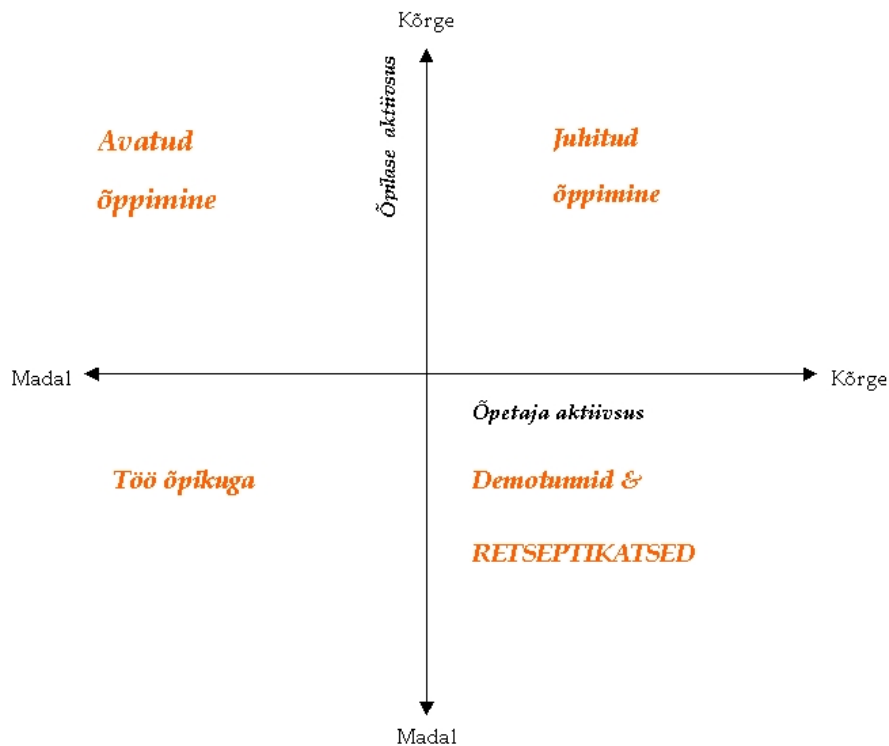 Kõrge
Õpilase aktiivsus
Avatud
õppimine
Juhitud
õppimine
Madal
Kõrge
Õpetaja aktiivsus
Töö õpikuga
Demotunnid &
RETSEPTIKATSED
Madal